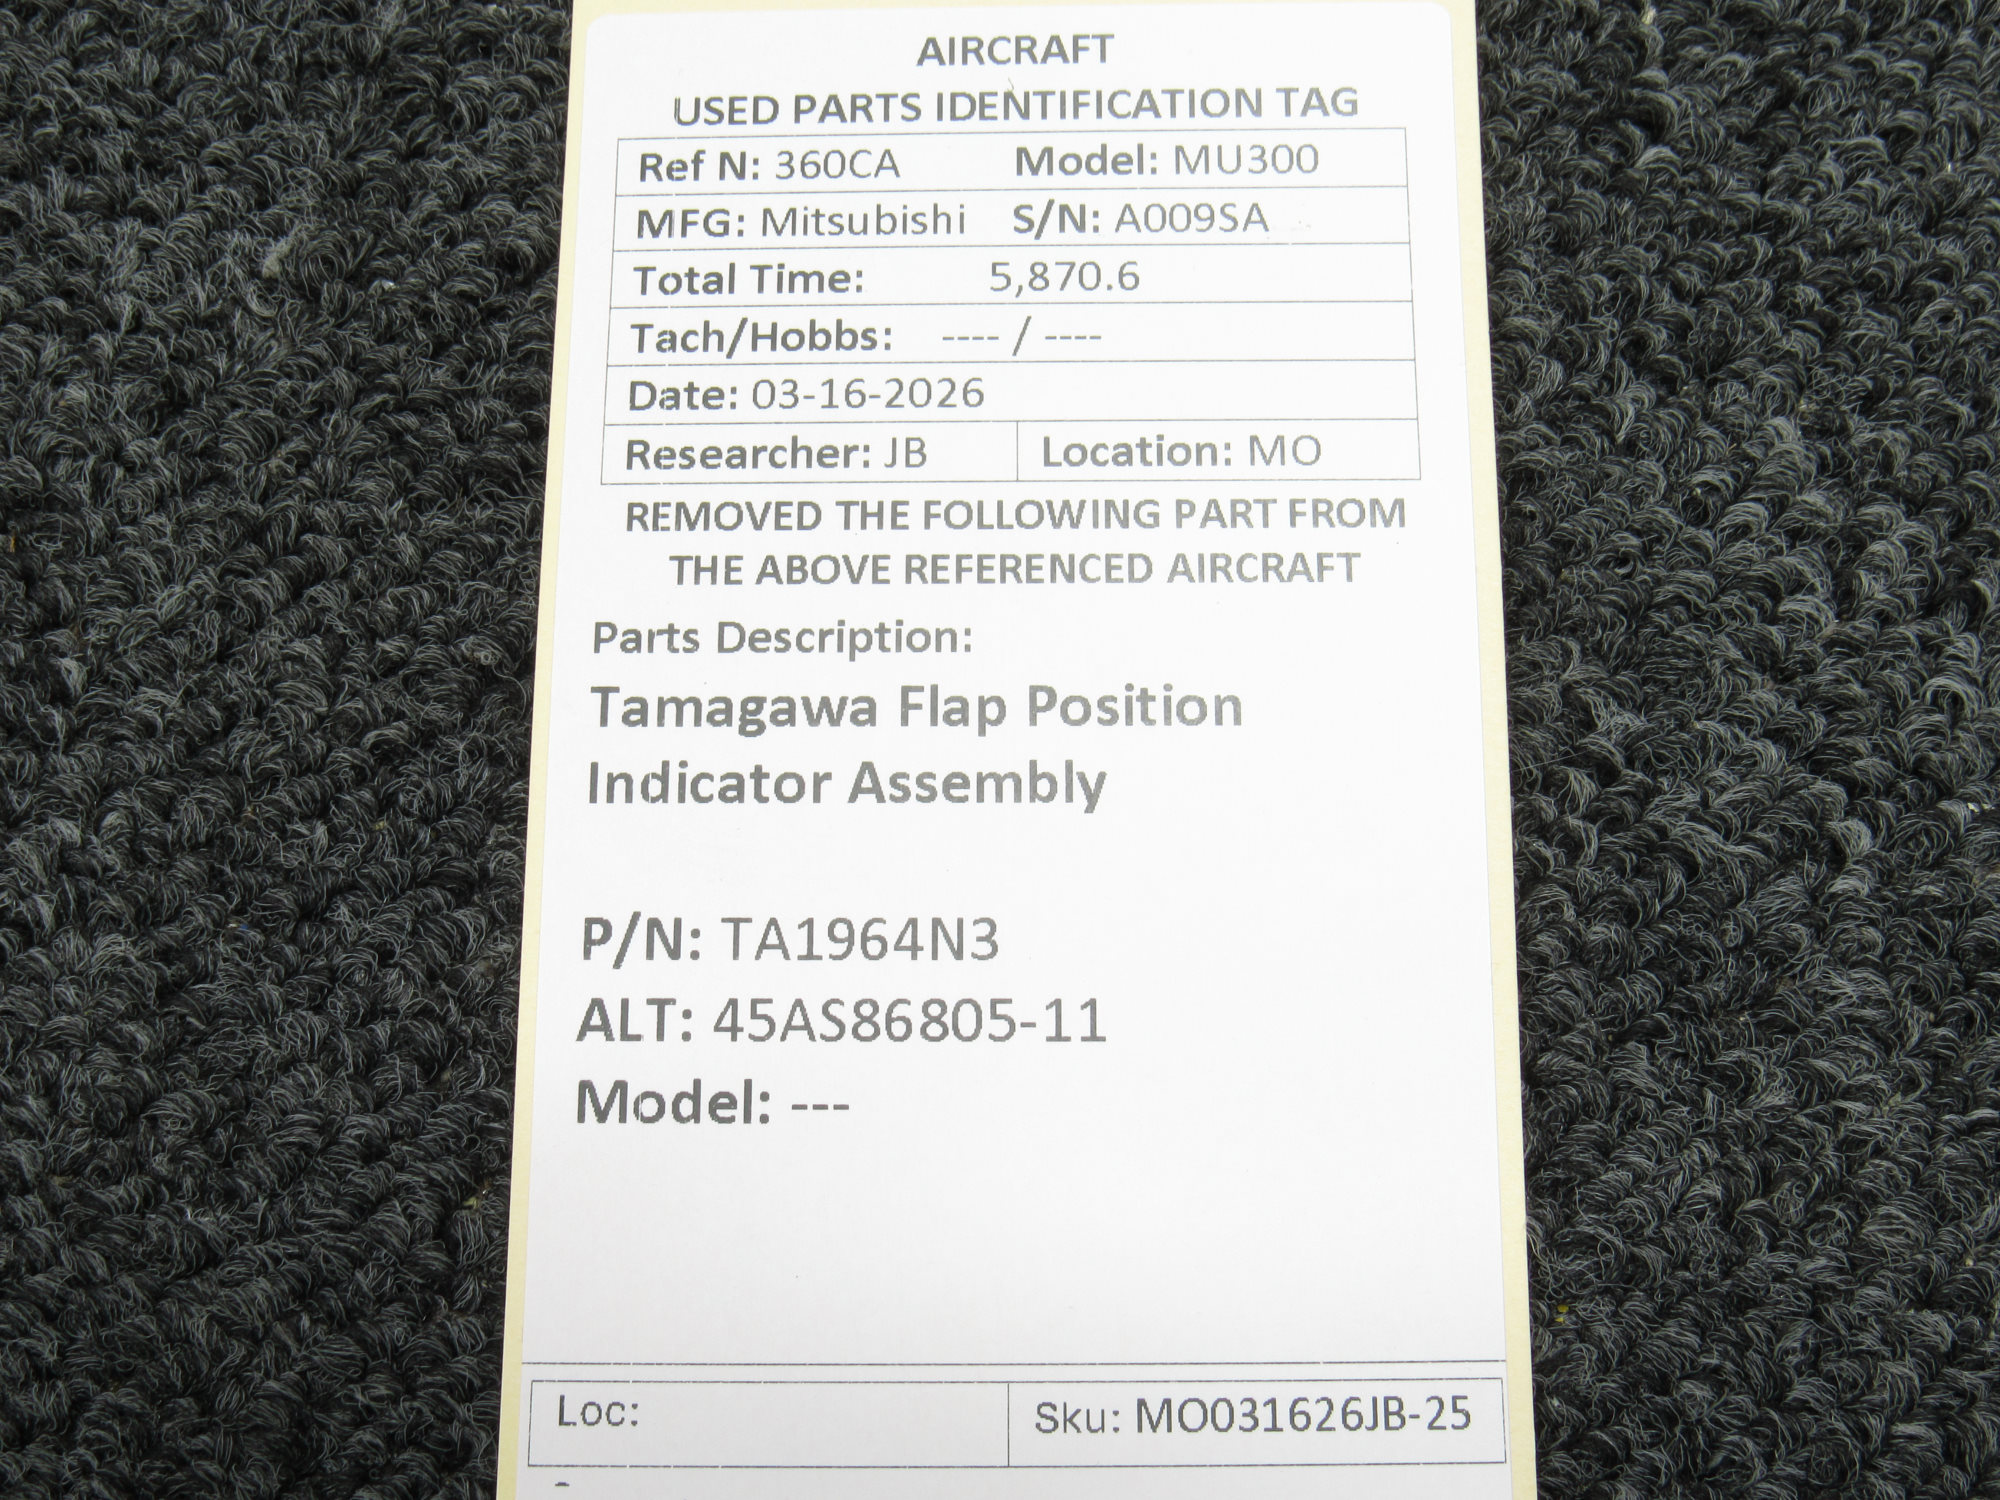 AIRCRAFT
USED PARTS IDENTIFICATION TAG
Ref N: 360CA Model: MU300
MFG: Mitsubishi S/N: A009SA
Total Time: 5,870.6
Tach/Hobbs: ---- / ----
Date: 03-16-2026
Researcher: JB Location: MO
REMOVED THE FOLLOWING PART FROM
THE ABOVE REFERENCED AIRCRAFT
Parts Description:
Tamagawa Flap Position
Indicator Assembly
P/N: TA1964N3
ALT: 45AS86805-11
Model: ---
Loc: Sku: MO031626JB-25